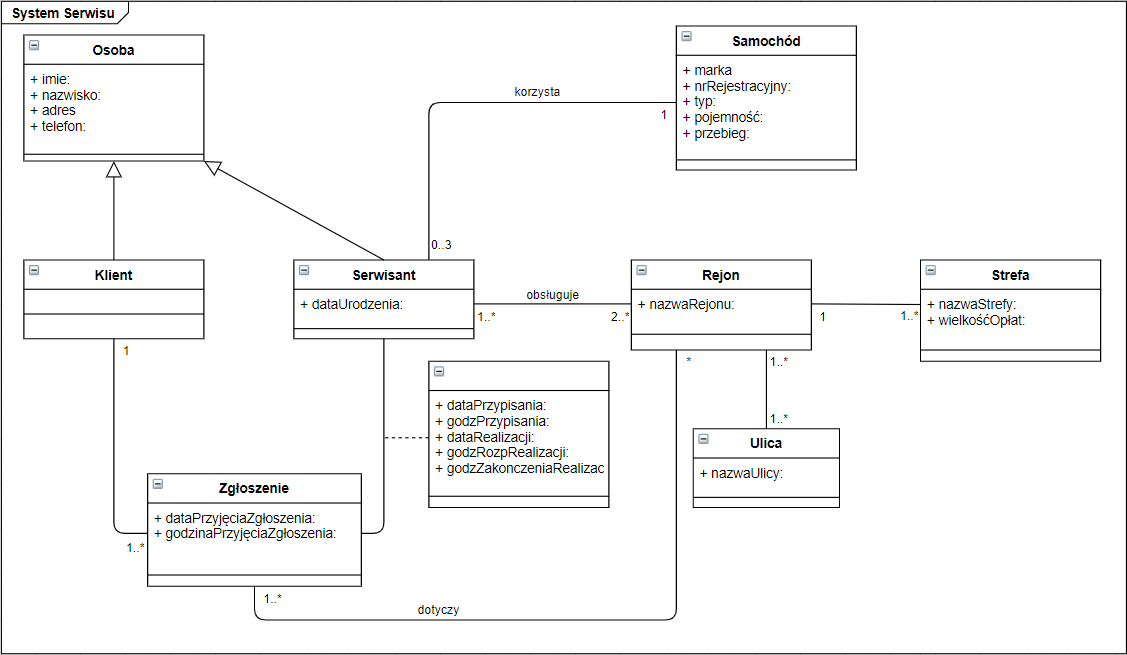 System Serwisu
Osoba
+ imie:
+ nazwisko:
+ adres
+ telefon:
Samochód
+ marka
+ nrRejestracyjny:
+ typ:
+ pojemność:
+ przebieg:
korzysta
1
0..3
Klient
Serwisant
+ dataUrodzenia:
obsługuje
1..*
2..*
Rejon
+ nazwaRejonu:
1
1..*
Strefa
+ nazwaStrefy:
+ wielkośćOpłat:
1
*
1..*
1..*
+ dataPrzypisania:
+ godzPrzypisania:
+ dataRealizacji:
+ godzRozpRealizacji:
+ godzZakonczeniaRealizac
Ulica
+ nazwaUlicy:
Zgłoszenie
+ dataPrzyjęciaZgłoszenia:
+ godzinaPrzyjęciaZgłoszenia:
1..*
1..*
dotyczy